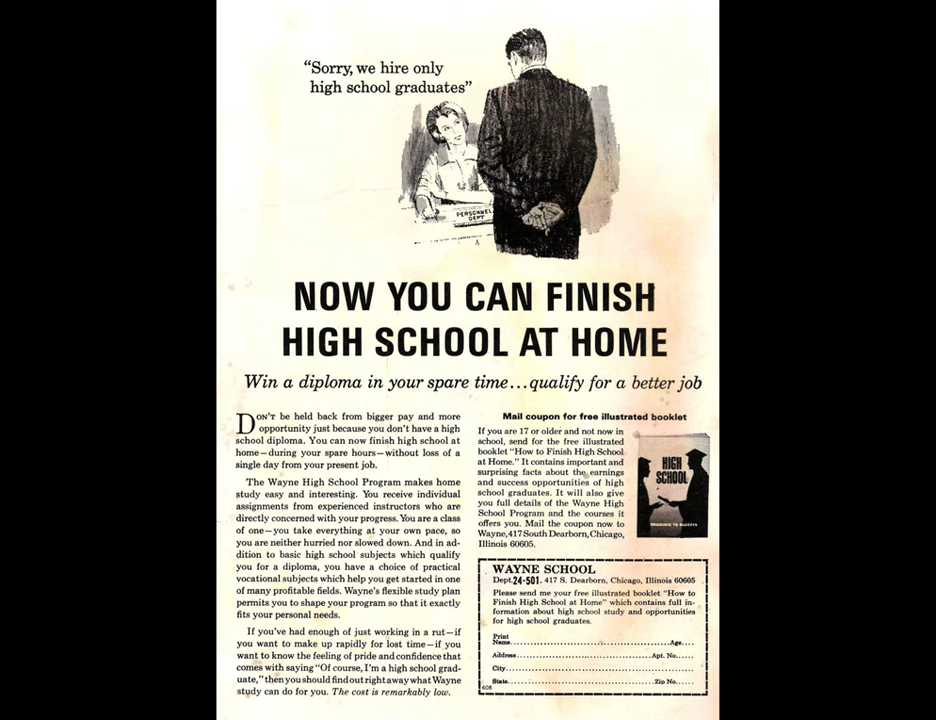 “Sorry, we hire only
high school graduates”
PERSONNEL
DEPT
NOW YOU CAN FINISH
HIGH SCHOOL AT HOME
Win a diploma in your spare time...qualify for a better job
DON’T be held back from bigger pay and more
opportunity just because you don’t have a high
school diploma. You can now finish high school at
home—during your spare hours—without loss of a
single day from your present job.
The Wayne High School Program makes home
study easy and interesting. You receive individual
assignments from experienced instructors who are
directly concerned with your progress. You are a class
of one—you take everything at your own pace, so
you are neither hurried nor slowed down. And in ad-
dition to basic high school subjects which qualify
you for a diploma, you have a choice of practical
vocational subjects which help you get started in one
of many profitable fields. Wayne’s flexible study plan
permits you to shape your program so that it exactly
fits your personal needs.
If you’ve had enough of just working in a rut—if
you want to make up rapidly for lost time—if you
want to know the feeling of pride and confidence that
comes with saying “Of course, I’m a high school grad-
uate,” then you should find out right away what Wayne
study can do for you. The cost is remarkably low.
Mail coupon for free illustrated booklet
If you are 17 or older and not now in
school, send for the free illustrated
booklet “How to Finish High School
at Home.” It contains important and
surprising facts about the earnings
and success opportunities of high
school graduates. It will also give
you full details of the Wayne High
School Program and the courses it
offers you. Mail the coupon now to
Wayne, 417 South Dearborn, Chicago,
Illinois 60605.
HIGH
SCHOOL
GRADUATE TO SUCCESS
WAYNE SCHOOL
Dept. 24-501, 417 S. Dearborn, Chicago, Illinois 60605
Please send me your free illustrated booklet “How to
Finish High School at Home” which contains full in-
formation about high school study and opportunities
for high school graduates.
Print
Name...Age...
Address...Apt. No...
City...
State...Zip No...
608